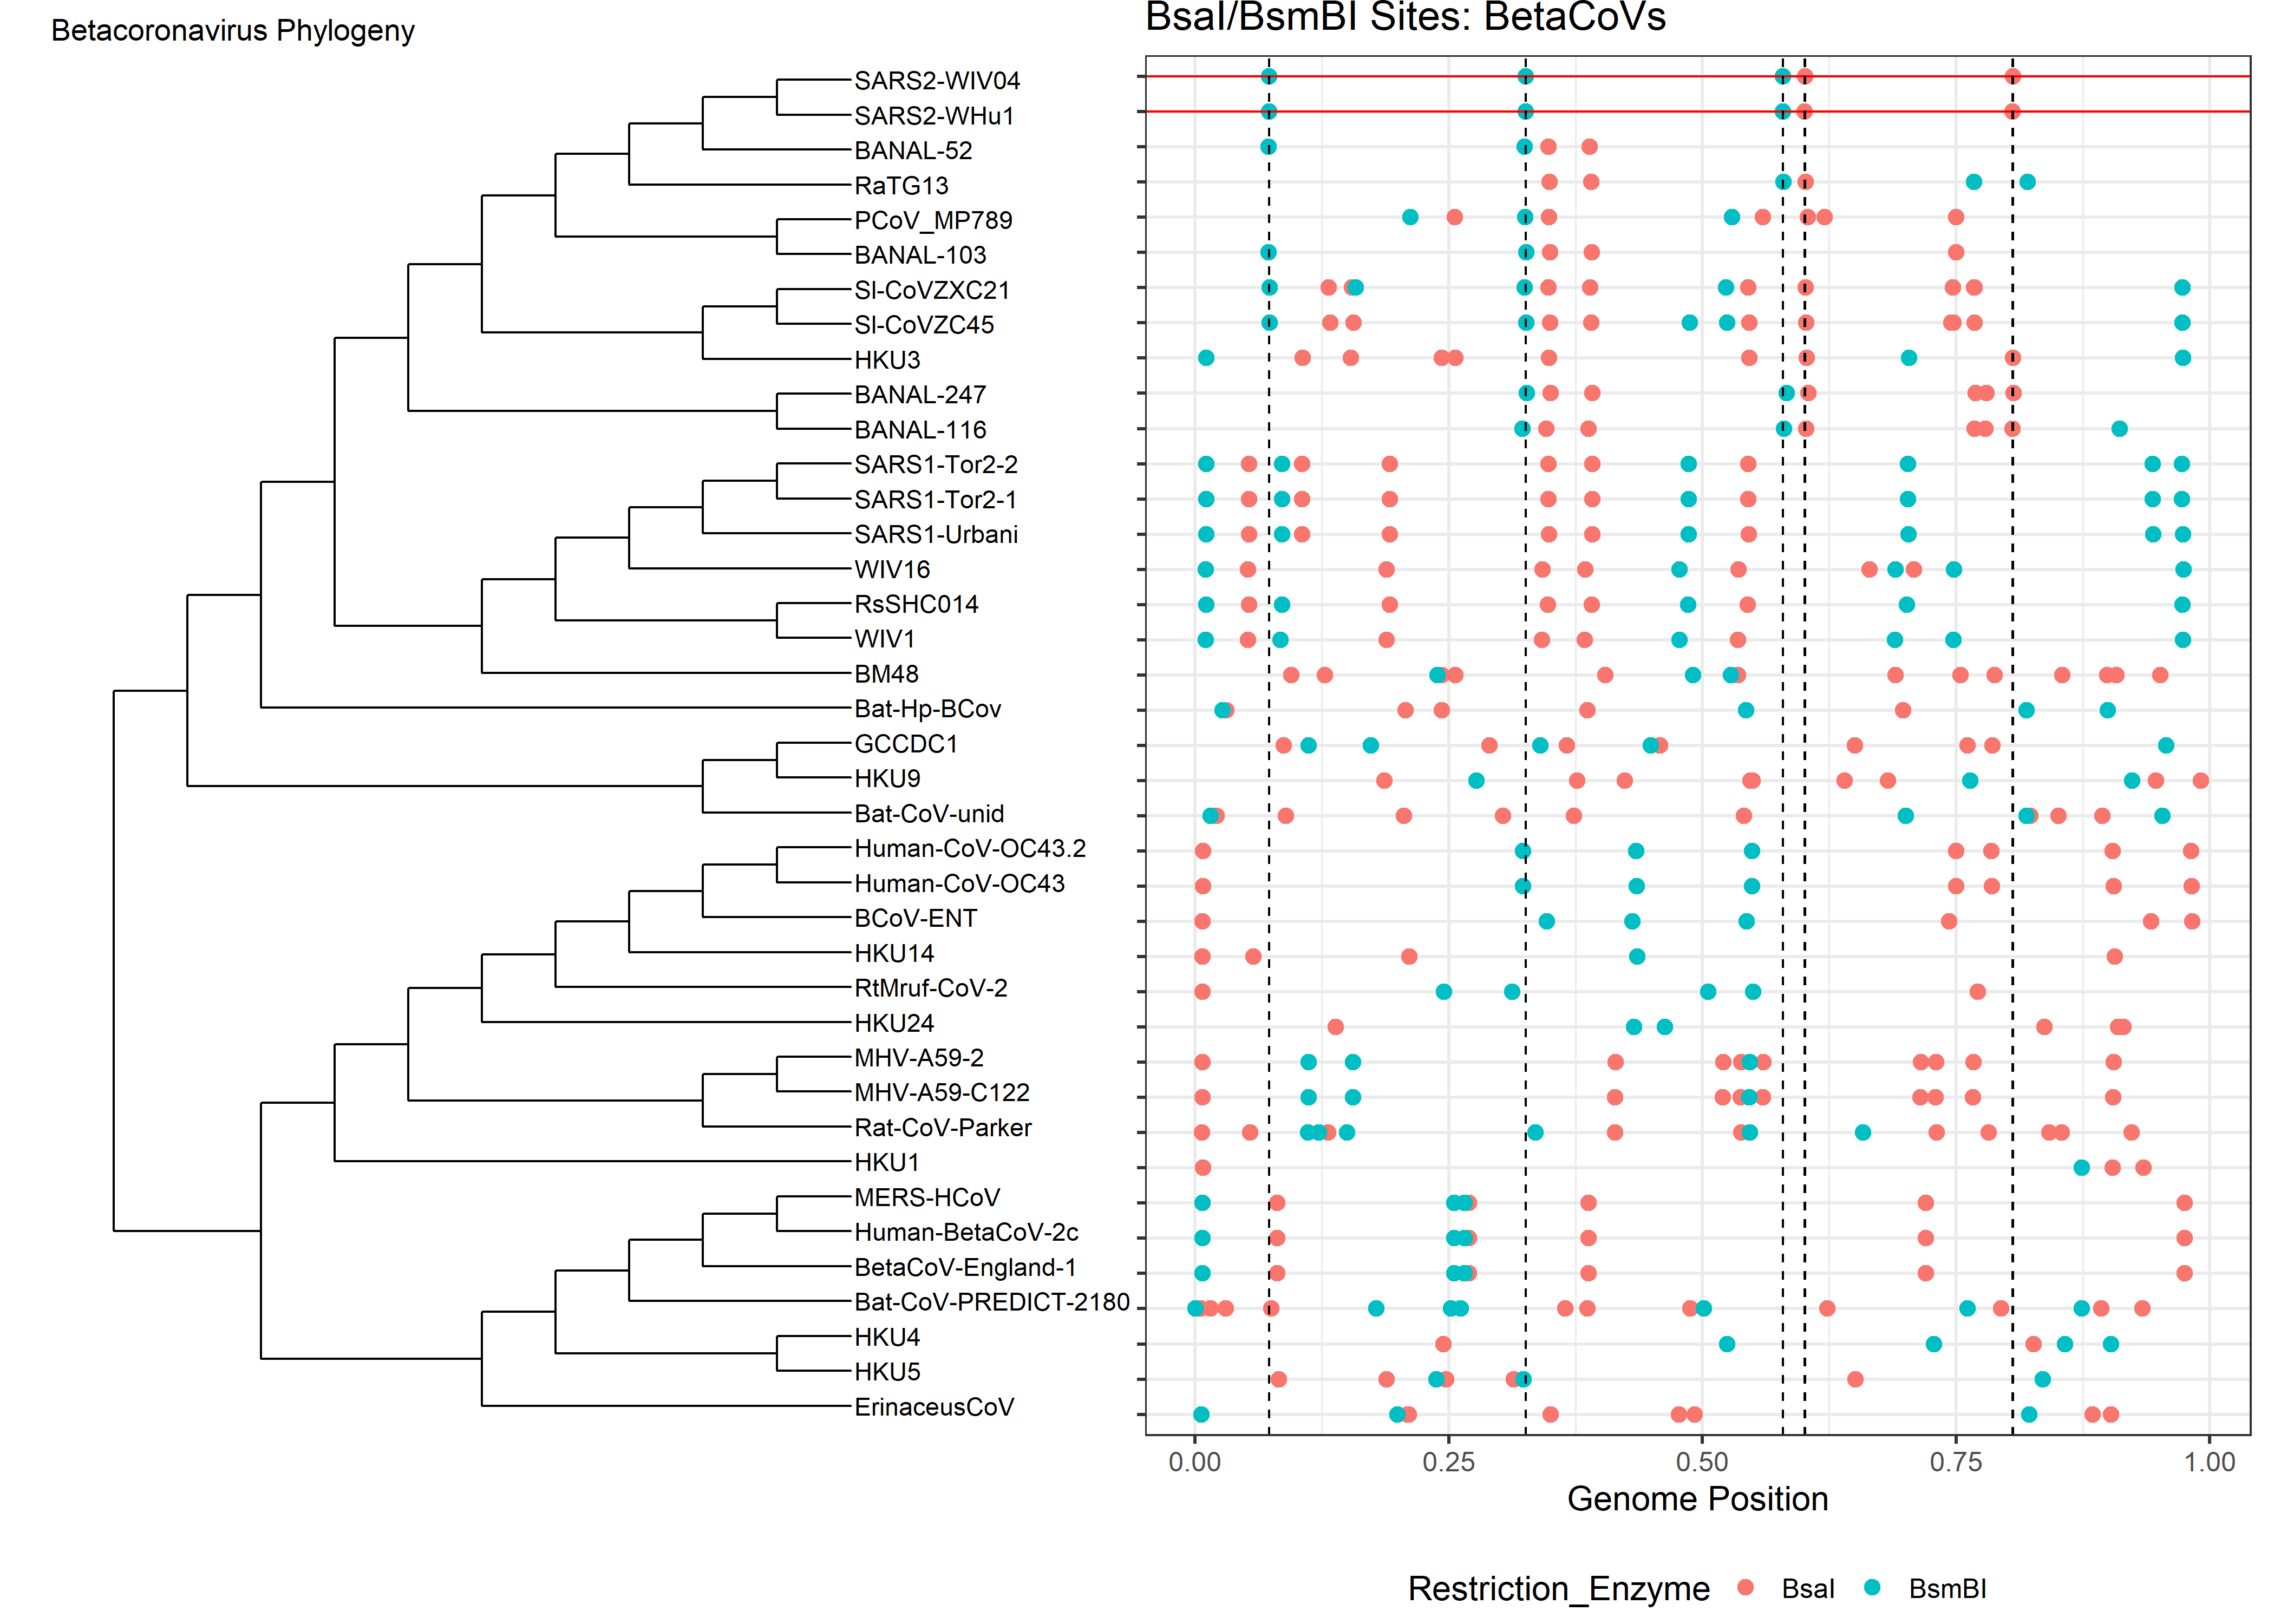 Betacoronavirus Phylogeny
BsaI/BsmBI Sites: BetaCoVs
SARS2-WIV04
SARS2-WHu1
BANAL-52
RaTG13
PCoV_MP789
BANAL-103
Sl-CoVZXC21
Sl-CoVZC45
HKU3
BANAL-247
BANAL-116
SARS1-Tor2-2
SARS1-Tor2-1
SARS1-Urbani
WIV16
RsSHC014
WIV1
BM48
Bat-Hp-BCov
GCCDC1
HKU9
Bat-CoV-unid
Human-CoV-OC43.2
Human-CoV-OC43
BCoV-ENT
HKU14
RtMruf-CoV-2
HKU24
MHV-A59-2
MHV-A59-C122
Rat-CoV-Parker
HKU1
MERS-HCoV
Human-BetaCoV-2c
BetaCoV-England-1
Bat-CoV-PREDICT-2180
HKU4
HKU5
ErinaceusCoV
0.00 0.25 0.50 0.75 1.00
Genome Position
Restriction_Enzyme BsaI BsmBI